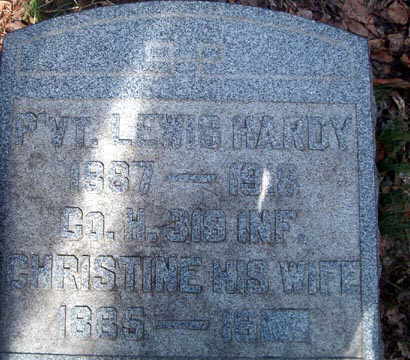 PVT. LEWIS HARDY
1887 — 1918
CO. H. 319 INF.
CHRISTINE HIS WIFE
1885 —